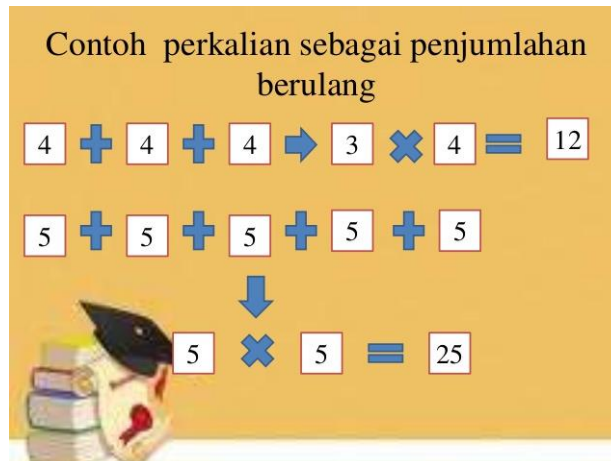 Contoh perkalian sebagai penjumlahan
berulang
4 + 4 + 4 → 3 × 4 = 12
5 + 5 + 5 + 5 + 5
↓
5 × 5 = 25